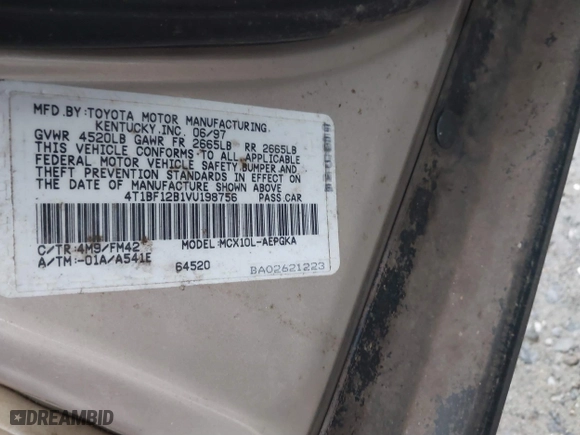 MFD.BY:TOYOTA MOTOR MANUFACTURING
KENTUCKY,INC. 06/97
GVWR 4520LB GAWR FR 2665LB RR 2665LB
THIS VEHICLE CONFORMS TO ALL APPLICABLE
FEDERAL MOTOR VEHICLE SAFETY,BUMPER,AND
THEFT PREVENTION STANDARDS IN EFFECT ON
THE DATE OF MANUFACTURE SHOWN ABOVE
4T1BF12B1VU198756 PASS.CAR
C/TR:4M9/FM42 MODEL:MCX10L-AEPGKA
A/TM:-01A/A541E 64520 BA02621223
DREAMBID